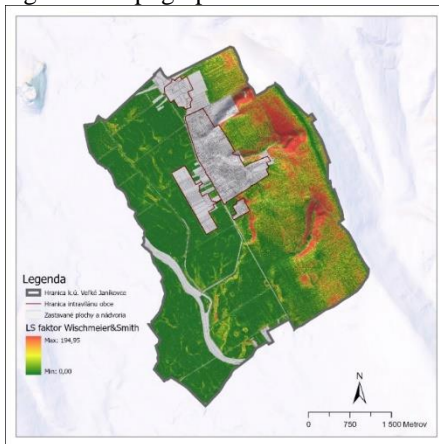 Legenda
Hranica k.ú. Veľké Janíkovce
Hranica intravilánu obce
Zastavané plochy a nádvoria
LS faktor Wischmeier&Smith
Max: 194,95
Min: 0,00
N
0 750 1 500 Metrov